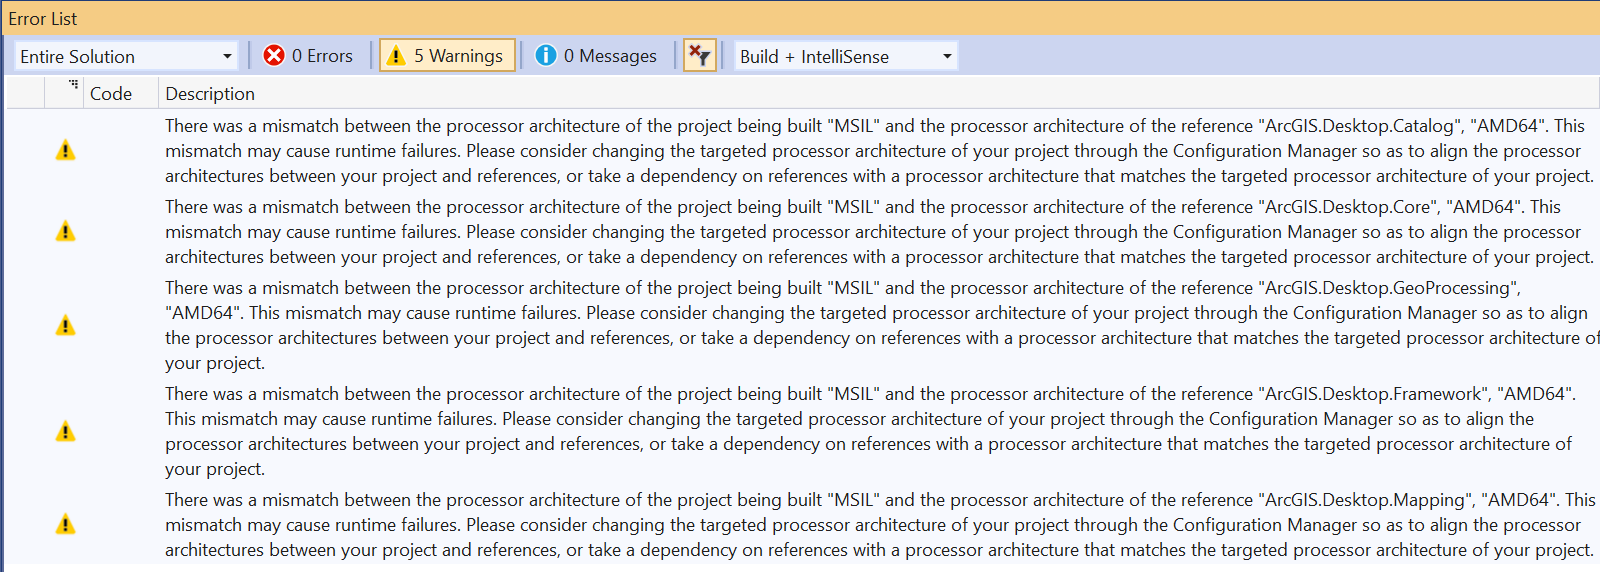 Error List
Entire Solution 0 Errors 5 Warnings 0 Messages Build + IntelliSense
Code Description
There was a mismatch between the processor architecture of the project being built "MSIL" and the processor architecture of the reference "ArcGIS.Desktop.Catalog", "AMD64". This
mismatch may cause runtime failures. Please consider changing the targeted processor architecture of your project through the Configuration Manager so as to align the processor
architectures between your project and references, or take a dependency on references with a processor architecture that matches the targeted processor architecture of your project.
There was a mismatch between the processor architecture of the project being built "MSIL" and the processor architecture of the reference "ArcGIS.Desktop.Core", "AMD64". This
mismatch may cause runtime failures. Please consider changing the targeted processor architecture of your project through the Configuration Manager so as to align the processor
architectures between your project and references, or take a dependency on references with a processor architecture that matches the targeted processor architecture of your project.
There was a mismatch between the processor architecture of the project being built "MSIL" and the processor architecture of the reference "ArcGIS.Desktop.GeoProcessing",
"AMD64". This mismatch may cause runtime failures. Please consider changing the targeted processor architecture of your project through the Configuration Manager so as to align
the processor architectures between your project and references, or take a dependency on references with a processor architecture that matches the targeted processor architecture of
your project.
There was a mismatch between the processor architecture of the project being built "MSIL" and the processor architecture of the reference "ArcGIS.Desktop.Framework", "AMD64".
This mismatch may cause runtime failures. Please consider changing the targeted processor architecture of your project through the Configuration Manager so as to align the
processor architectures between your project and references, or take a dependency on references with a processor architecture that matches the targeted processor architecture of
your project.
There was a mismatch between the processor architecture of the project being built "MSIL" and the processor architecture of the reference "ArcGIS.Desktop.Mapping", "AMD64". This
mismatch may cause runtime failures. Please consider changing the targeted processor architecture of your project through the Configuration Manager so as to align the processor
architectures between your project and references, or take a dependency on references with a processor architecture that matches the targeted processor architecture of your project.